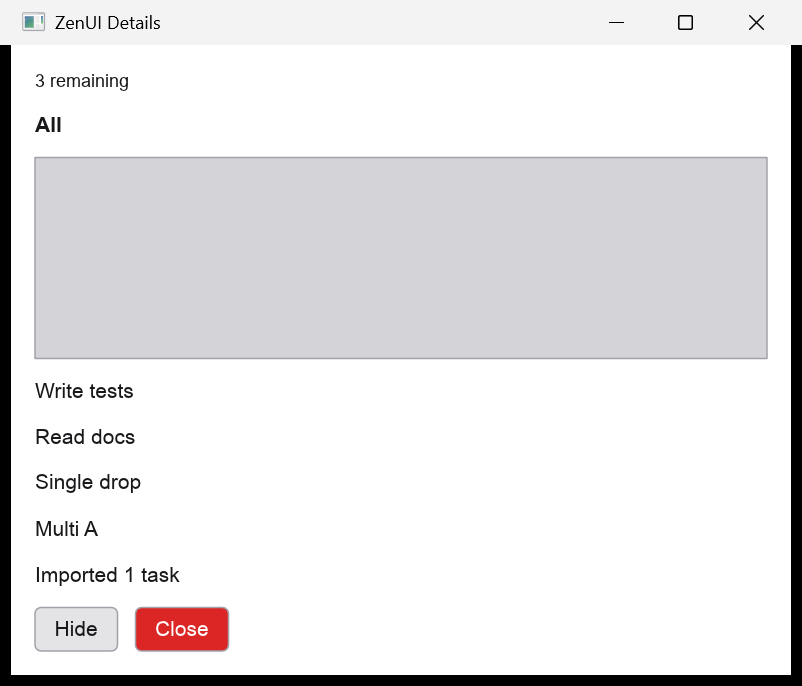 ZenUI Details
3 remaining
All
Write tests
Read docs
Single drop
Multi A
Imported 1 task
Hide Close